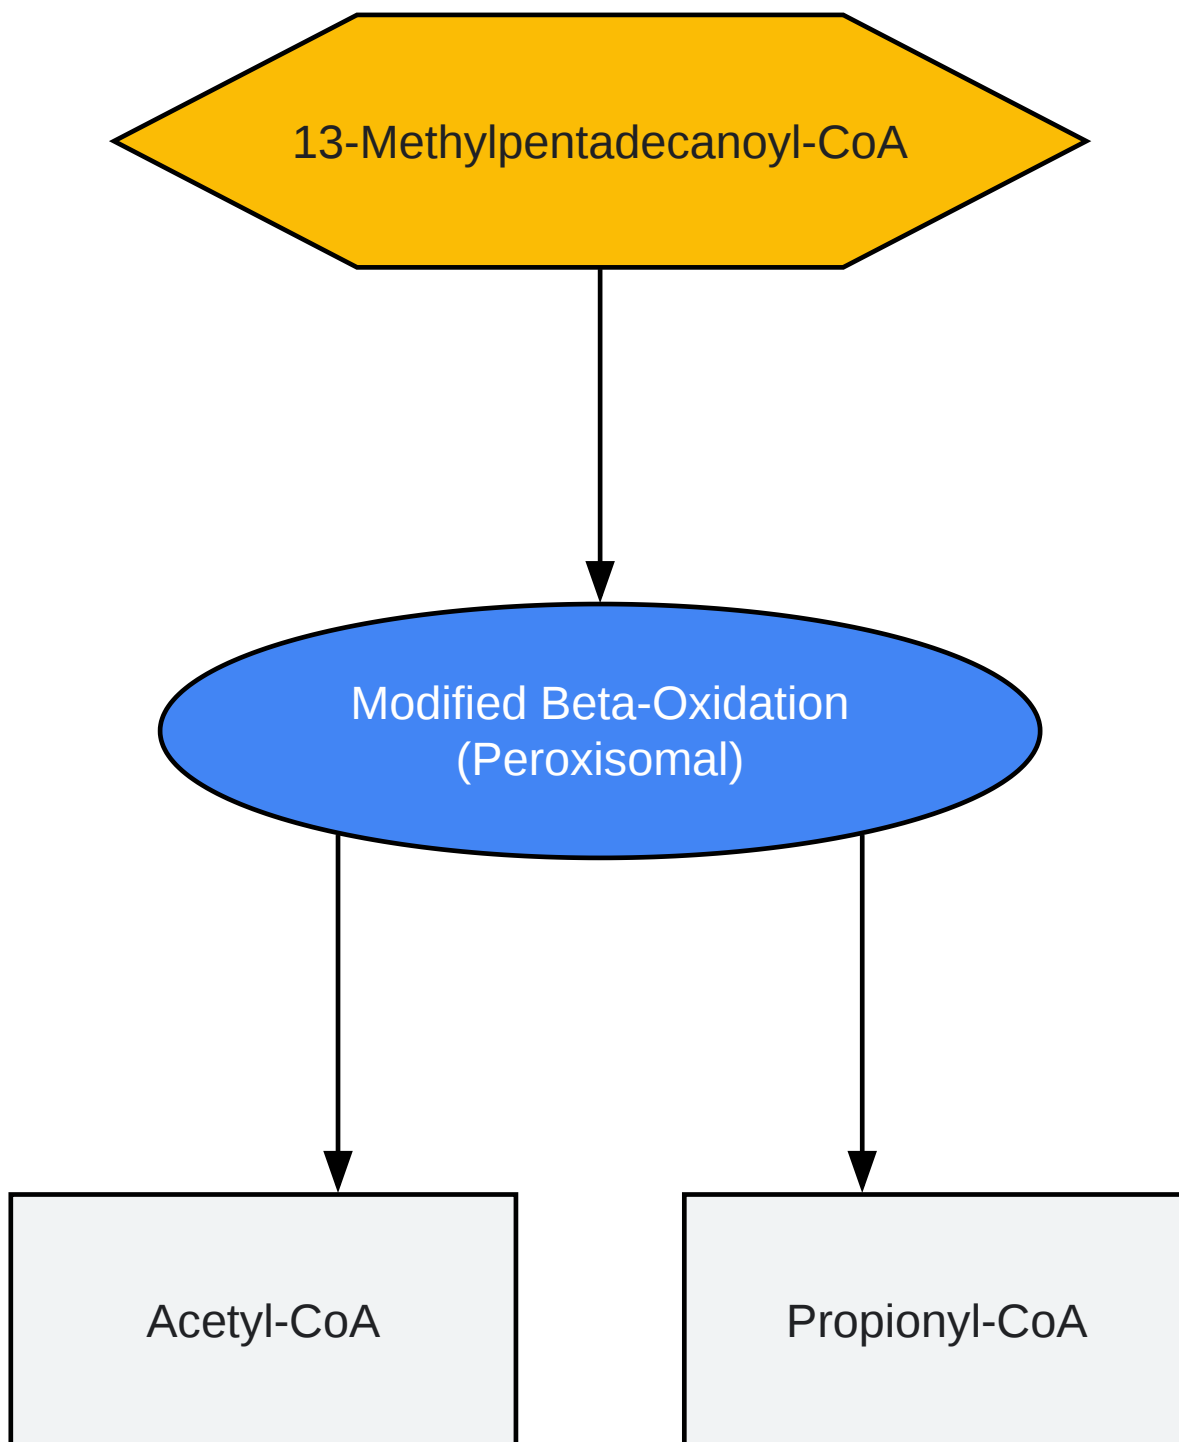 13-Methylpentadecanoyl-CoA
Modified Beta-Oxidation
(Peroxisomal)
Acetyl-CoA
Propionyl-CoA